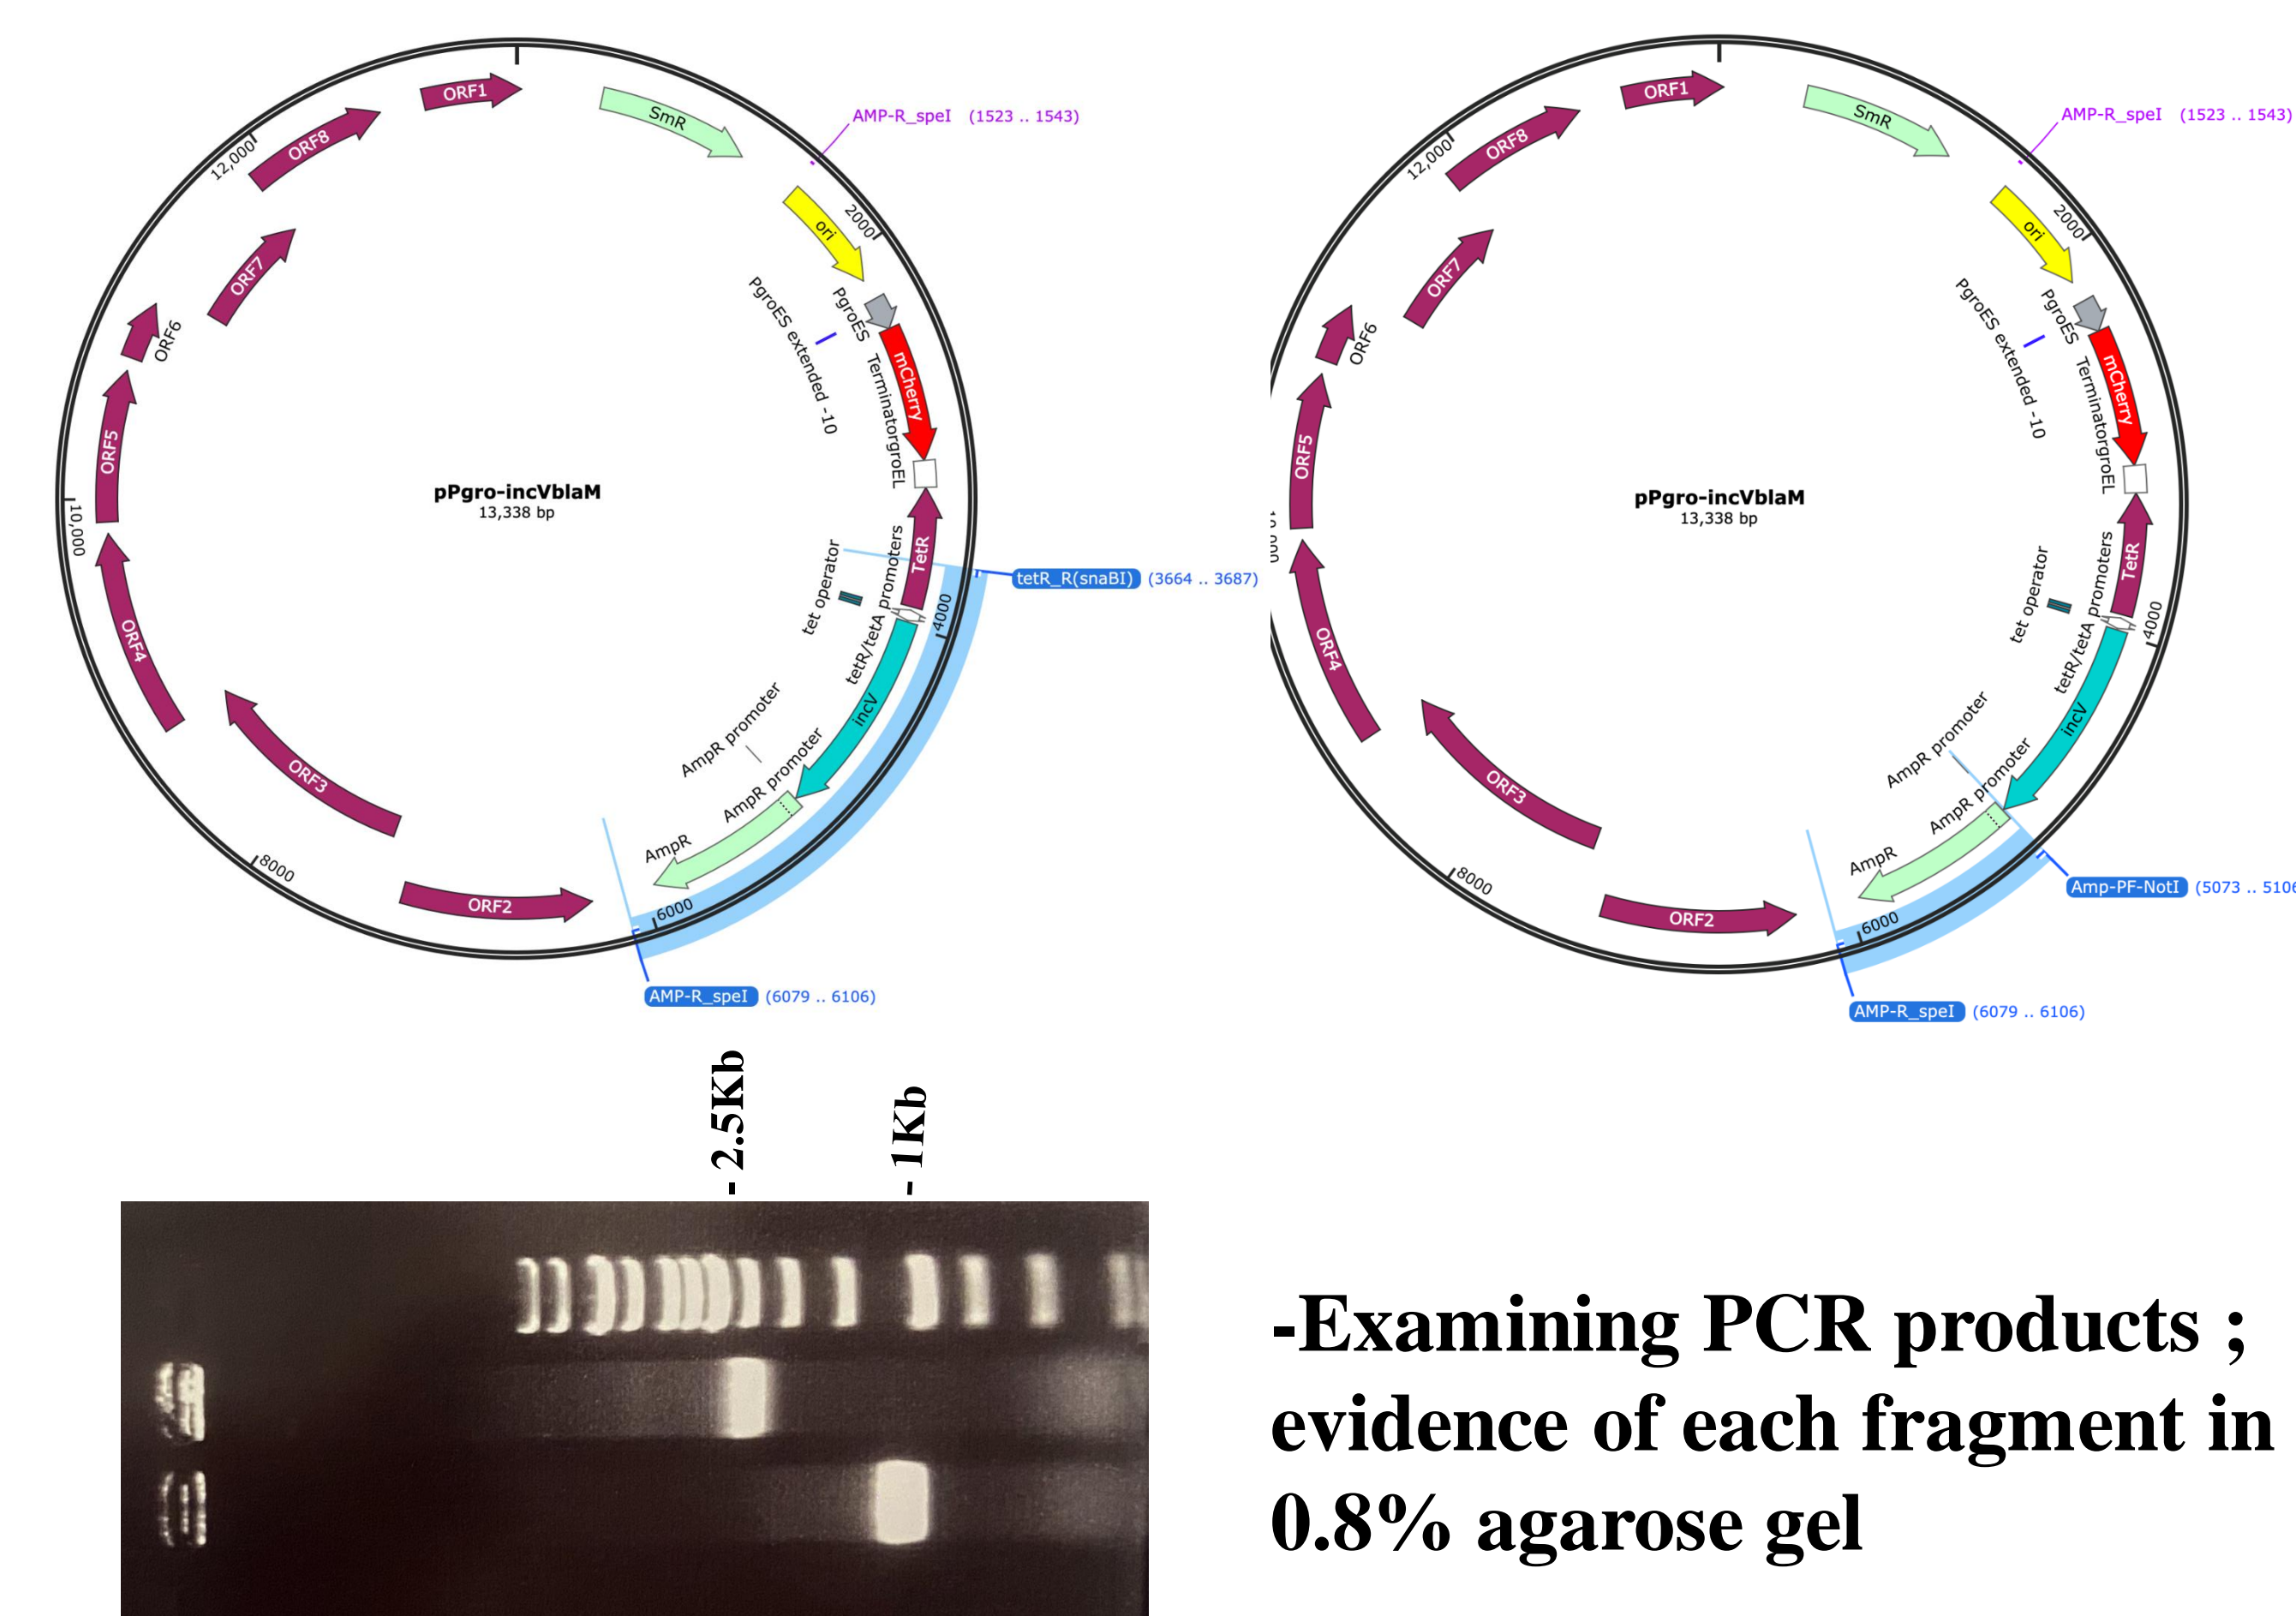 ORF1
SmR
AMP-R_speI (1523 .. 1543)
ORF8
12,000
ori
2000
ORF7
PgroES extended -10
PgroES
mCherry
TerminatorgroEL
ORF6
ORF5
pPgro-incVblaM
13,338 bp
10,000
TetR
tetR_R(snaBI) (3664 .. 3687)
tet operator
tetR/tetA promoters
4000
ORF4
incV
AmpR promoter
AmpR promoter
ORF3
AmpR
8000
6000
ORF2
AMP-R_speI (6079 .. 6106)
ORF1
SmR
AMP-R_speI (1523 .. 1543)
ORF8
12,000
ori
2000
ORF7
PgroES extended -10
PgroES
mCherry
TerminatorgroEL
ORF6
ORF5
pPgro-incVblaM
13,338 bp
TetR
tet operator
tetR/tetA promoters
4000
ORF4
incV
AmpR promoter
AmpR promoter
ORF3
AmpR
Amp-PF-NotI (5073 .. 5106
8000
6000
ORF2
AMP-R_speI (6079 .. 6106)
- 2.5Kb
- 1Kb
-Examining PCR products ;
evidence of each fragment in
0.8% agarose gel